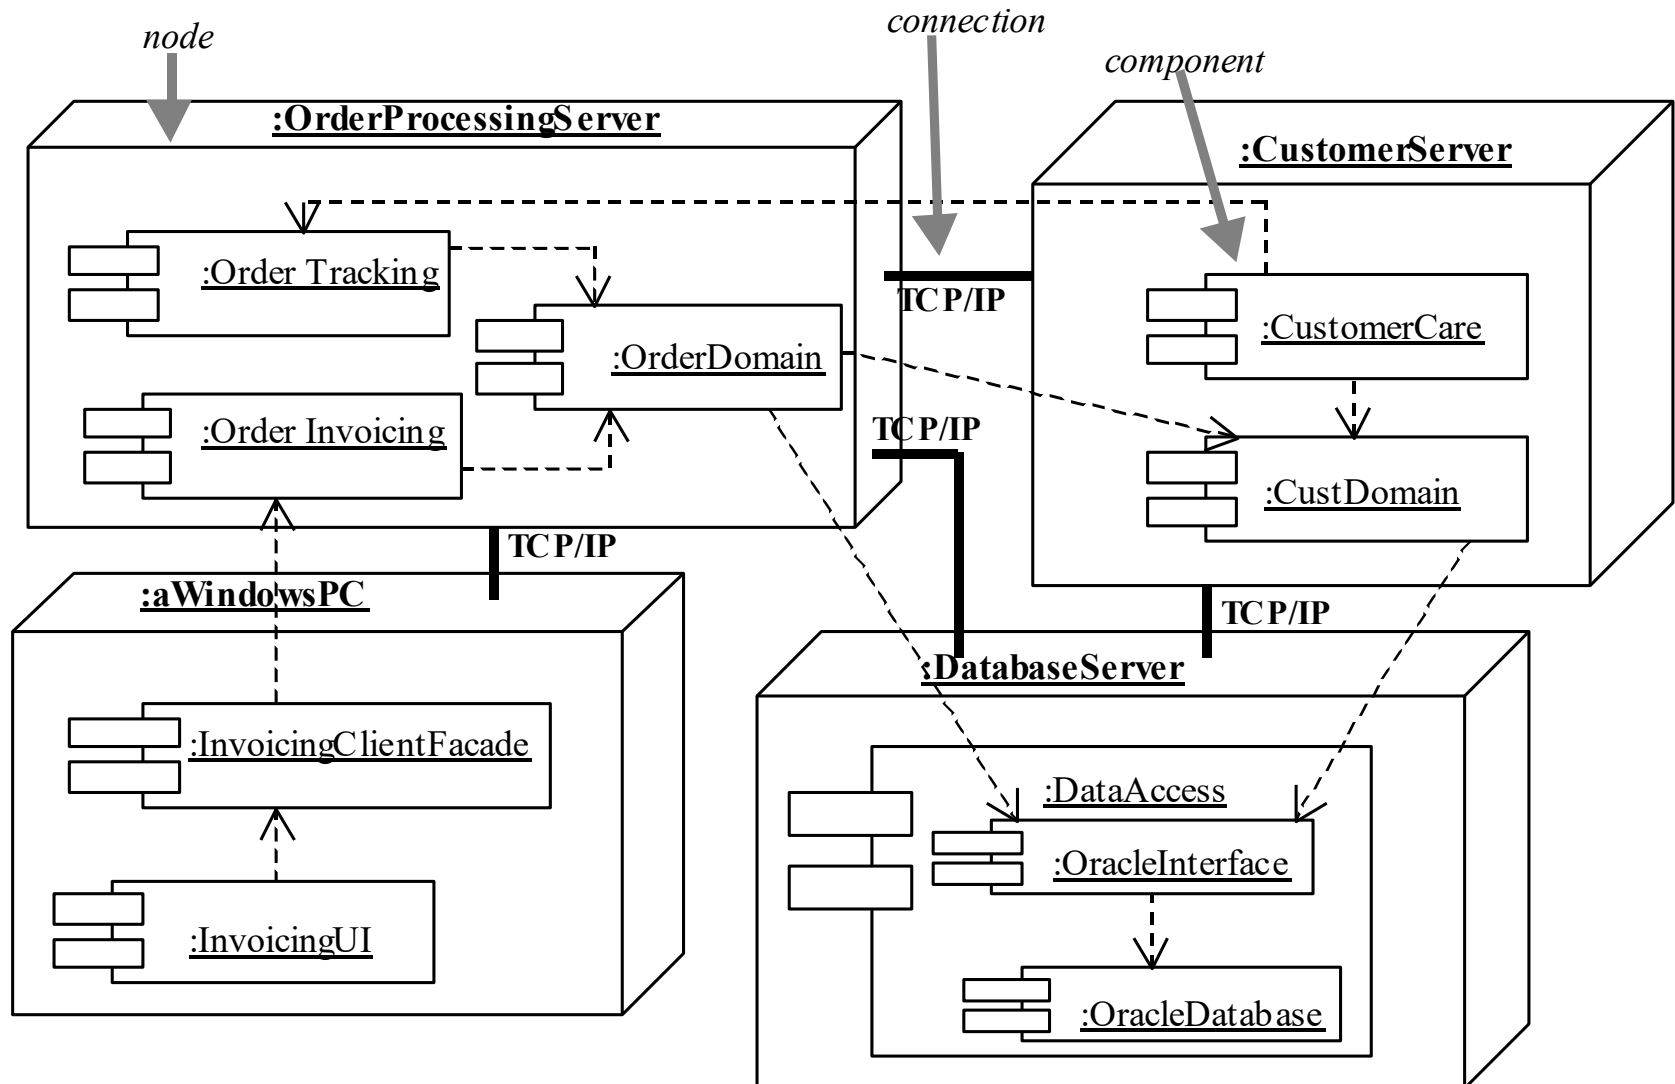 node
connection
component
:OrderProcessingServer
:CustomerServer
:Order Tracking
TCP/IP
:CustomerCare
:OrderDomain
:Order Invoicing
TCP/IP
:CustDomain
TCP/IP
:aWindowsPC
TCP/IP
:DatabaseServer
:InvoicingClientFacade
:DataAccess
:OracleInterface
:InvoicingUI
:OracleDatabase